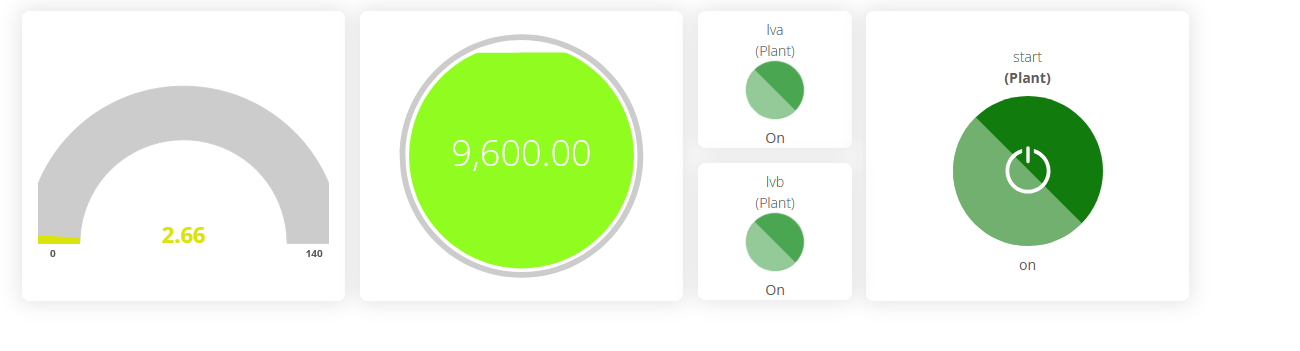 2.66
0
140
9,600.00
lva
(Plant)
On
lvb
(Plant)
On
start
(Plant)
on